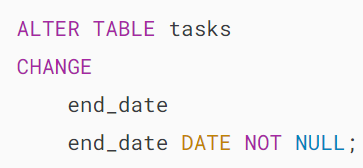 ALTER TABLE tasks
CHANGE
    end_date
    end_date DATE NOT NULL;